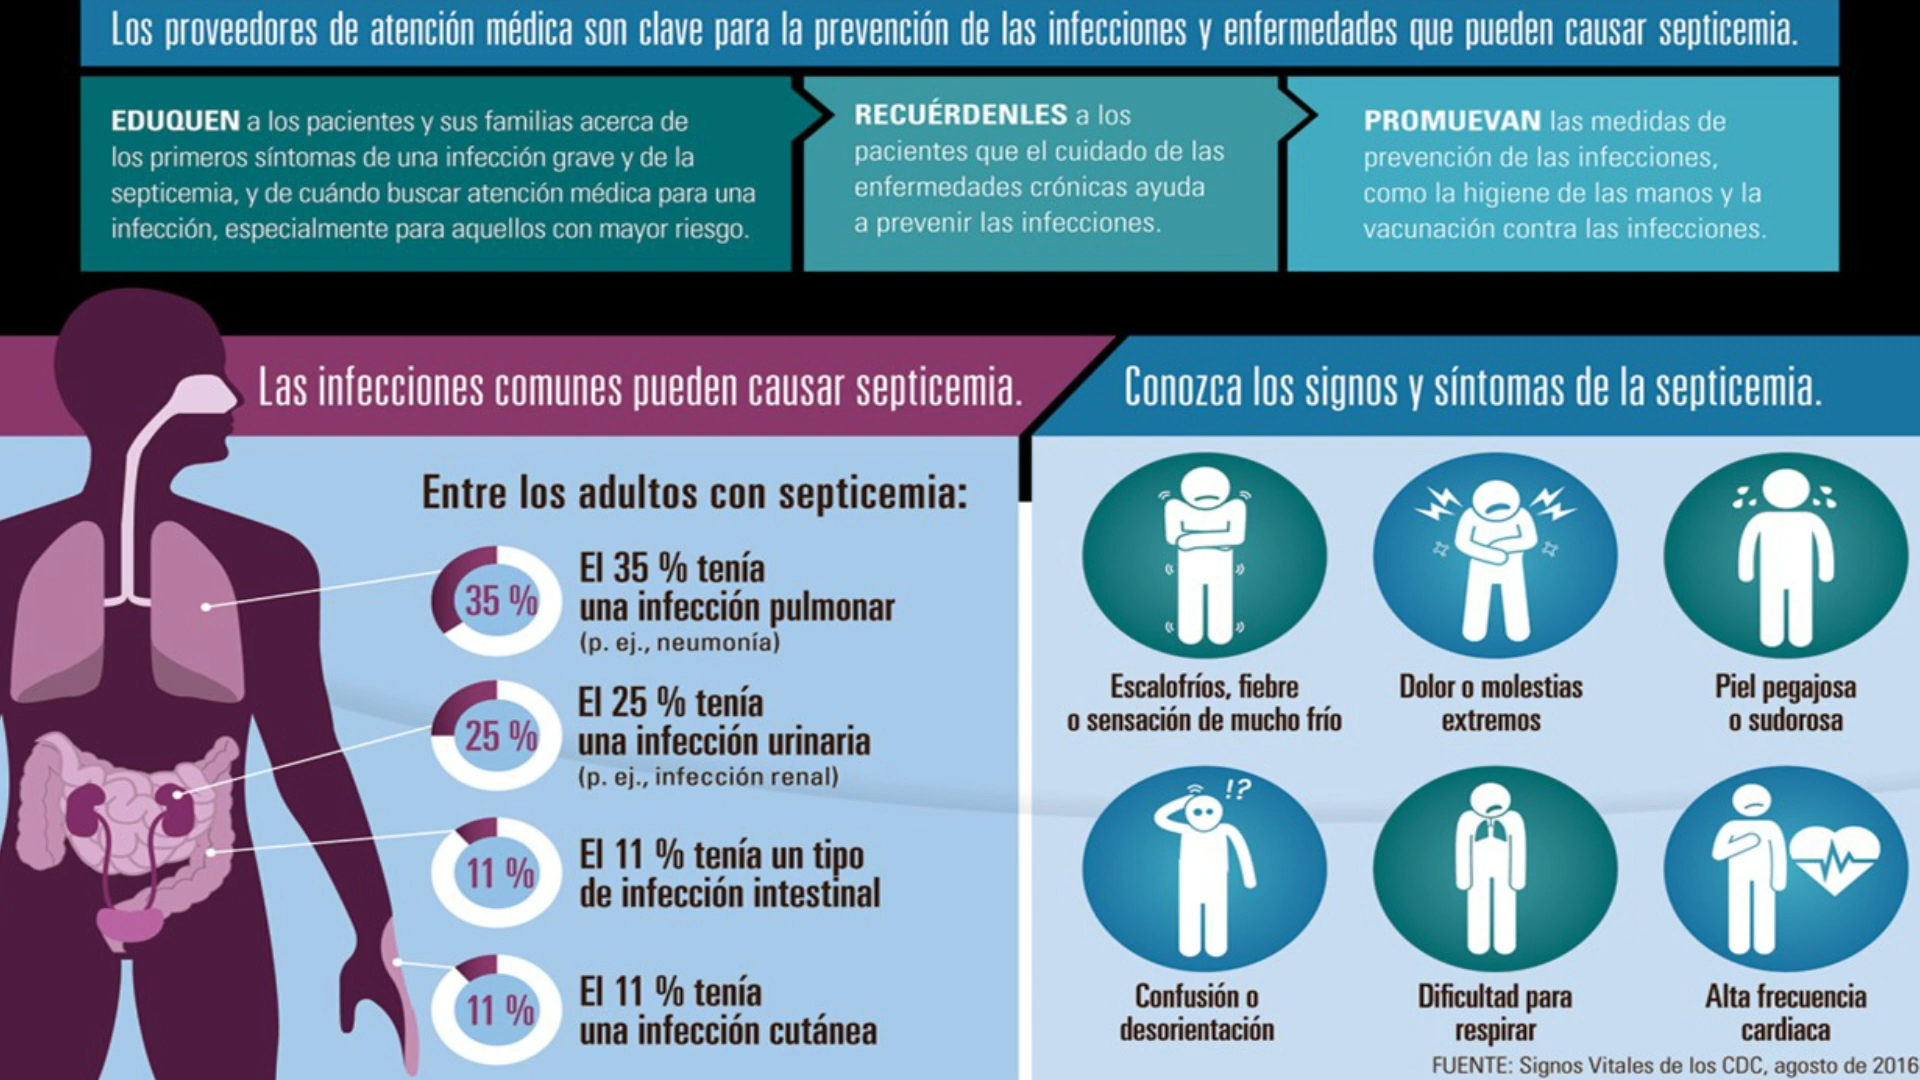 Los proveedores de atención médica son clave para la prevención de las infecciones y enfermedades que pueden causar septicemia.
EDUQUEN a los pacientes y sus familias acerca de
los primeros síntomas de una infección grave y de la
septicemia, y de cuándo buscar atención médica para una
infección, especialmente para aquellos con mayor riesgo.
RECUÉRDENLES a los
pacientes que el cuidado de las
enfermedades crónicas ayuda
a prevenir las infecciones.
PROMUEVAN las medidas de
prevención de las infecciones,
como la higiene de las manos y la
vacunación contra las infecciones.
Las infecciones comunes pueden causar septicemia.
Entre los adultos con septicemia:
35 %
El 35 % tenía
una infección pulmonar
(p. ej., neumonía)
25 %
El 25 % tenía
una infección urinaria
(p. ej., infección renal)
11 %
El 11 % tenía un tipo
de infección intestinal
11 %
El 11 % tenía
una infección cutánea
Conozca los signos y síntomas de la septicemia.
Escalofríos, fiebre
o sensación de mucho frío
Dolor o molestias
extremos
Piel pegajosa
o sudorosa
!?
Confusión o
desorientación
Dificultad para
respirar
Alta frecuencia
cardiaca
FUENTE: Signos Vitales de los CDC, agosto de 2016